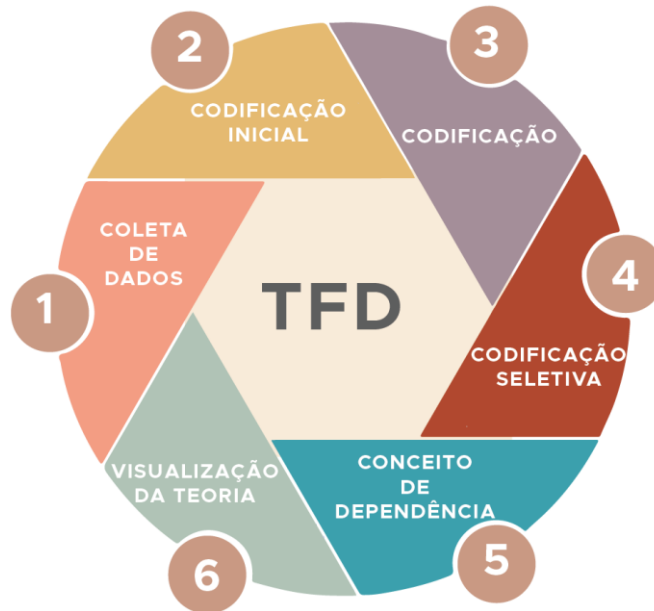 1
COLETA
DE
DADOS
2
CODIFICAÇÃO
INICIAL
3
CODIFICAÇÃO
4
CODIFICAÇÃO
SELETIVA
5
CONCEITO
DE
DEPENDÊNCIA
6
VISUALIZAÇÃO
DA TEORIA
TFD